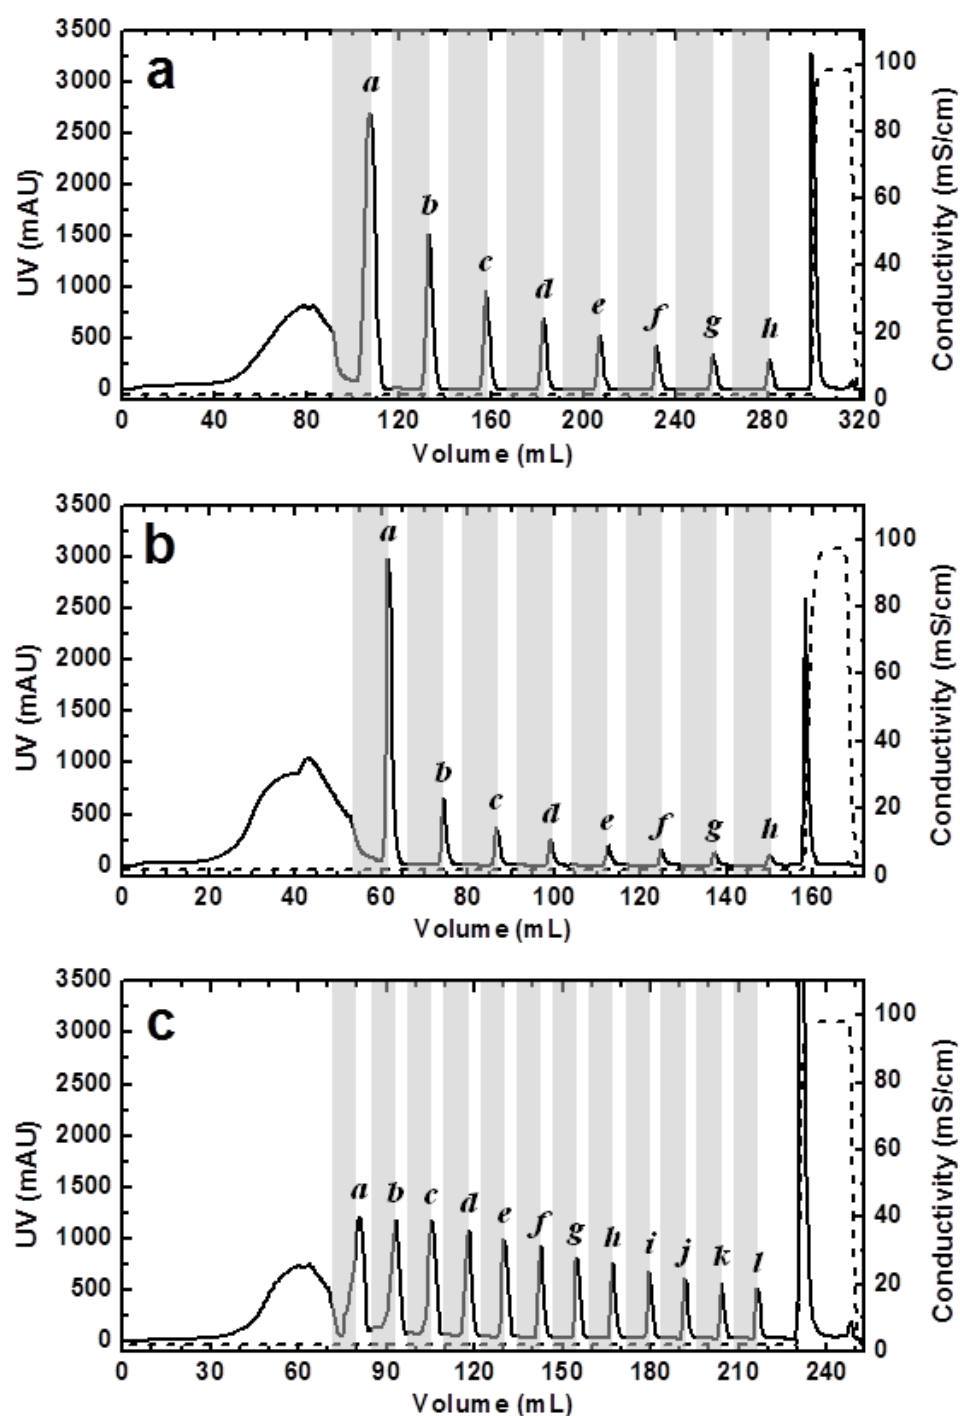 a
UV (mAU)
3500
3000
2500
2000
1500
1000
500
0
a
b
c
d
e
f
g
h
100
80
60
40
20
0
Conductivity (mS/cm)
0 40 80 120 160 200 240 280 320
Volume (mL)
b
UV (mAU)
3500
3000
2500
2000
1500
1000
500
0
a
b
c
d
e
f
g
h
100
80
60
40
20
0
Conductivity (mS/cm)
0 20 40 60 80 100 120 140 160
Volume (mL)
c
UV (mAU)
3500
3000
2500
2000
1500
1000
500
0
a
b
c
d
e
f
g
h
i
j
k
l
100
80
60
40
20
0
Conductivity (mS/cm)
0 30 60 90 120 150 180 210 240
Volume (mL)